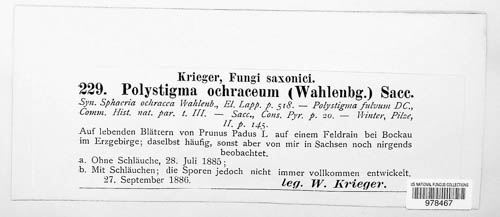 Krieger, Fungi saxonici.
229. Polystigma ochraceum (Wahlenbg.) Sacc.
Syn. Sphaeria ochracea Wahlenb., El. Lapp. p. 518. — Polystigma fulvum DC.,
Comm. Hist. nat. par. t. III. — Sacc., Cons. Pyr. p. 20. — Winter, Pilze,
II. p. 145.
Auf lebenden Blättern von Prunus Padus L. auf einem Feldrain bei Bockau
im Erzgebirge; daselbst häufig, sonst aber von mir in Sachsen noch nirgends
beobachtet.
a. Ohne Schläuche, 28. Juli 1885;
b. Mit Schläuchen; die Sporen jedoch nicht immer vollkommen entwickelt,
27. September 1886.
leg. W. Krieger.
US NATIONAL FUNGUS COLLECTIONS
978467